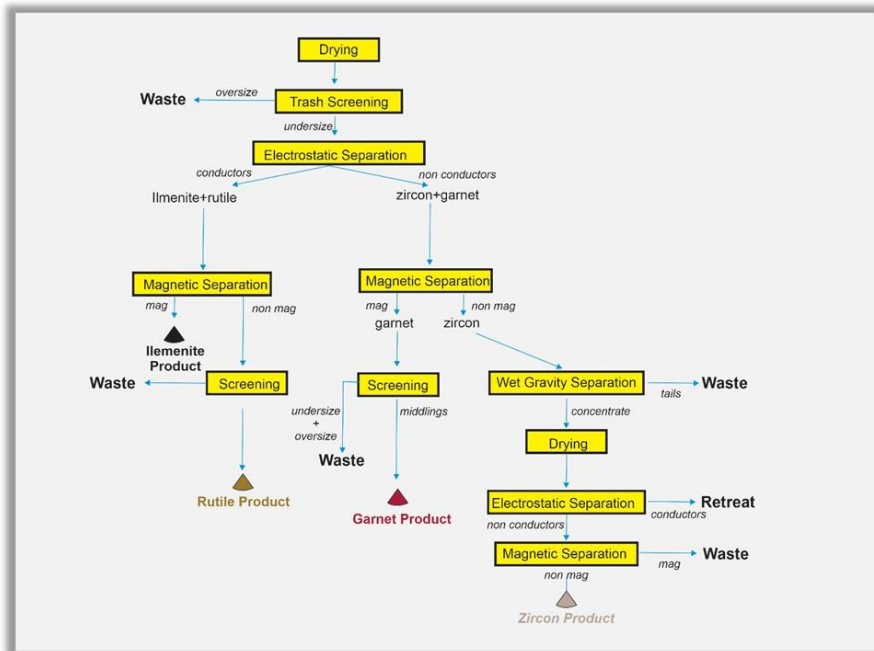 Drying
Waste
oversize
Trash Screening
undersize
Electrostatic Separation
conductors
non conductors
Ilmenite+rutile
zircon+garnet
Magnetic Separation
Magnetic Separation
mag
non mag
mag
non mag
garnet
zircon
Ilemenite
Product
Waste
Screening
Screening
Wet Gravity Separation
Waste
tails
undersize
+
oversize
middlings
concentrate
Waste
Drying
Rutile Product
Garnet Product
Electrostatic Separation
Retreat
conductors
non conductors
Magnetic Separation
Waste
mag
non mag
Zircon Product